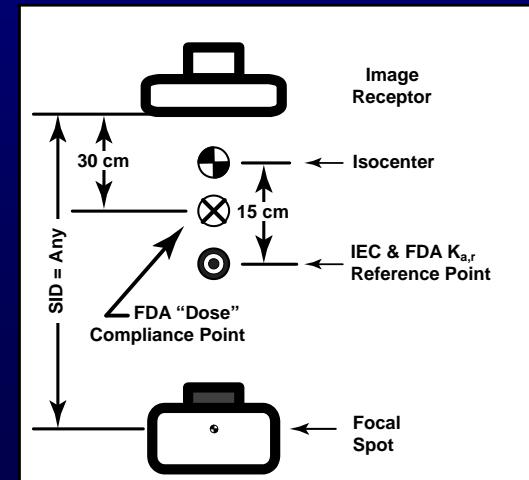 Image
Receptor
30 cm
Isocenter
15 cm
SID = Any
IEC & FDA Ka,r
Reference Point
FDA “Dose”
Compliance Point
Focal
Spot